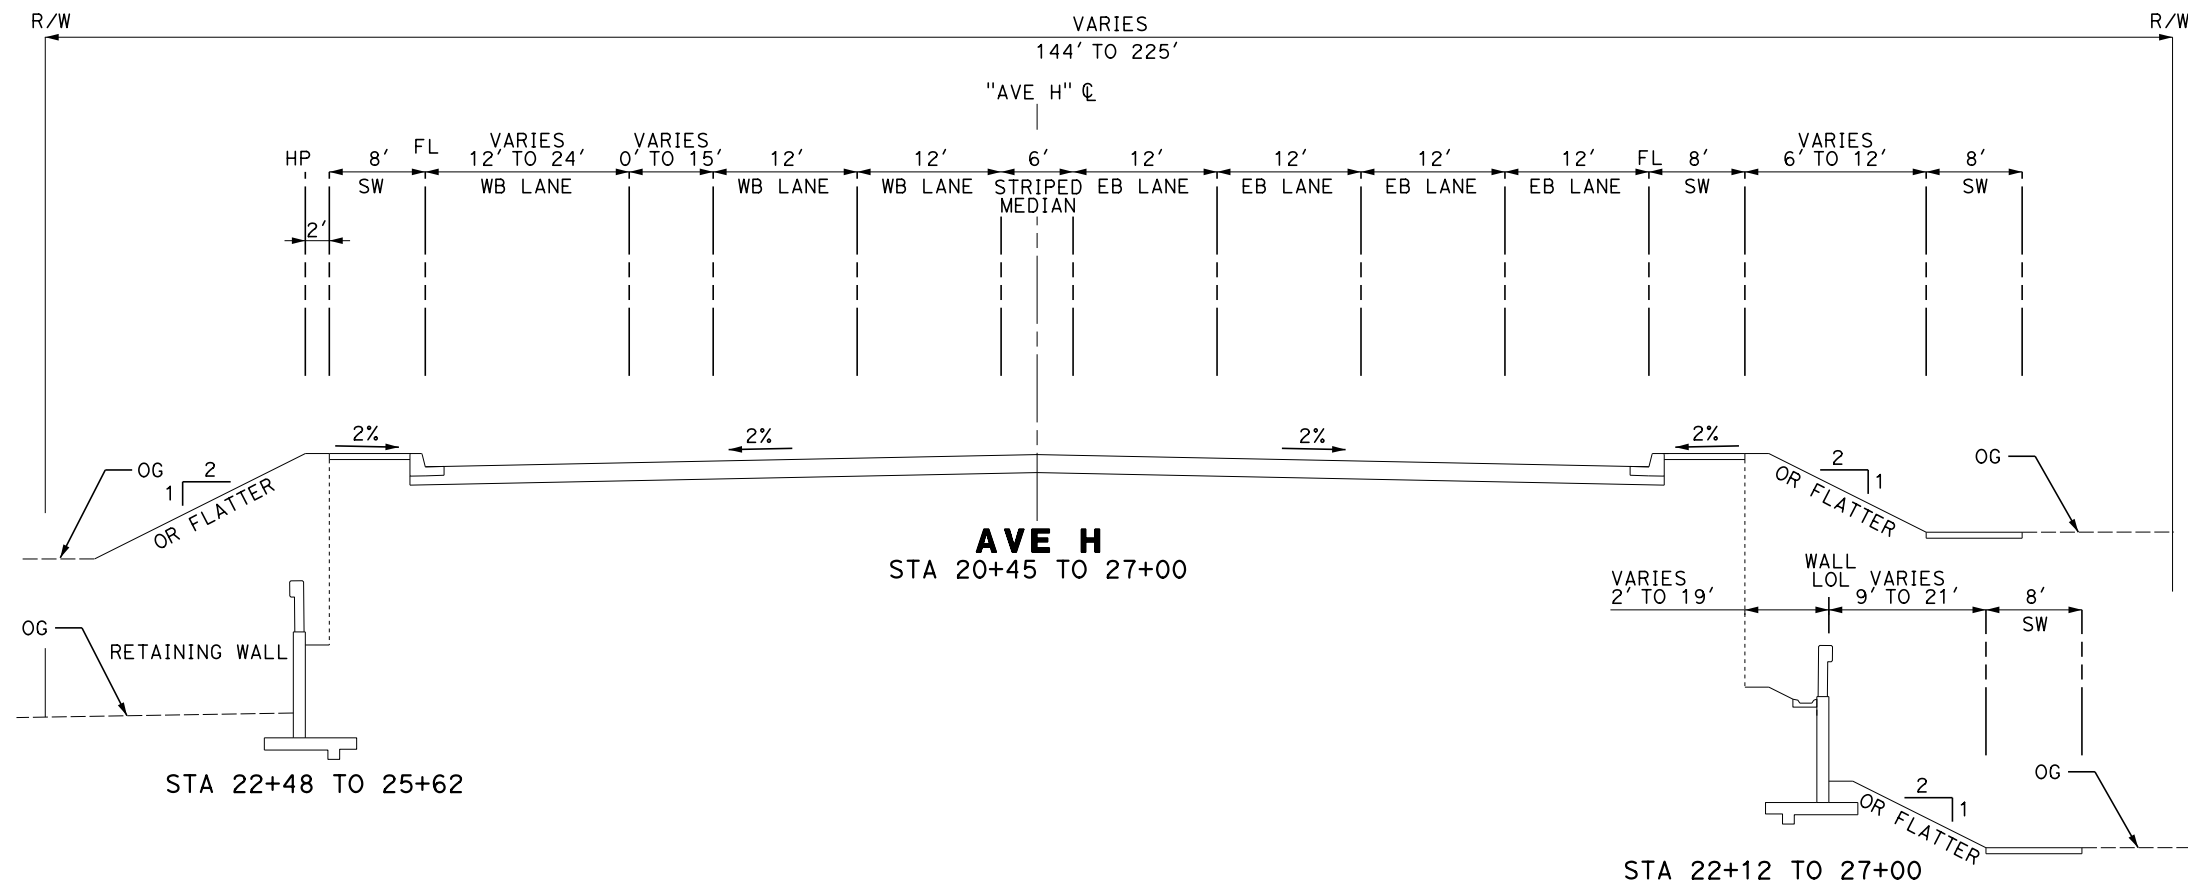 R/W
VARIES
R/W
144' TO 225'
"AVE H" ℄
HP
8'
FL
VARIES
12' TO 24'
VARIES
0' TO 15'
12'
12'
6'
12'
12'
12'
12'
FL
8'
VARIES
6' TO 12'
8'
SW
WB LANE
WB LANE
WB LANE
STRIPED
MEDIAN
EB LANE
EB LANE
EB LANE
EB LANE
SW
SW
2'
2%
2%
2%
2%
OG
2
1
OR FLATTER
2
1
OR FLATTER
OG
AVE H
STA 20+45 TO 27+00
VARIES
2' TO 19'
WALL
LOL
VARIES
9' TO 21'
8'
SW
OG
RETAINING WALL
STA 22+48 TO 25+62
OG
2
1
OR FLATTER
STA 22+12 TO 27+00